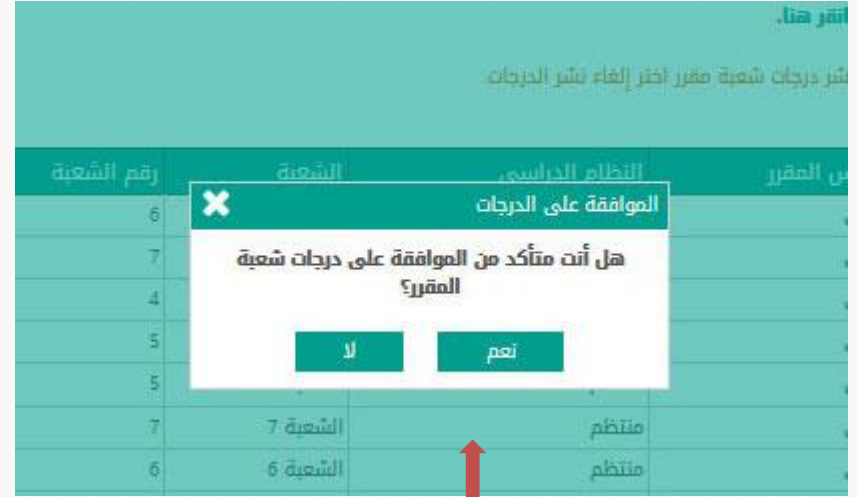 انقر هنا.
نشر درجات شعبة مقرر اختر إلغاء نشر الدرجات
المقرر النظام الدراسي الشعبة رقم الشعبة
6
الموافقة على الدرجات
7
هل أنت متأكد من الموافقة على درجات شعبة
المقرر؟
4
نعم لا
5
5
منتظم الشعبة 7 7
منتظم الشعبة 6 6